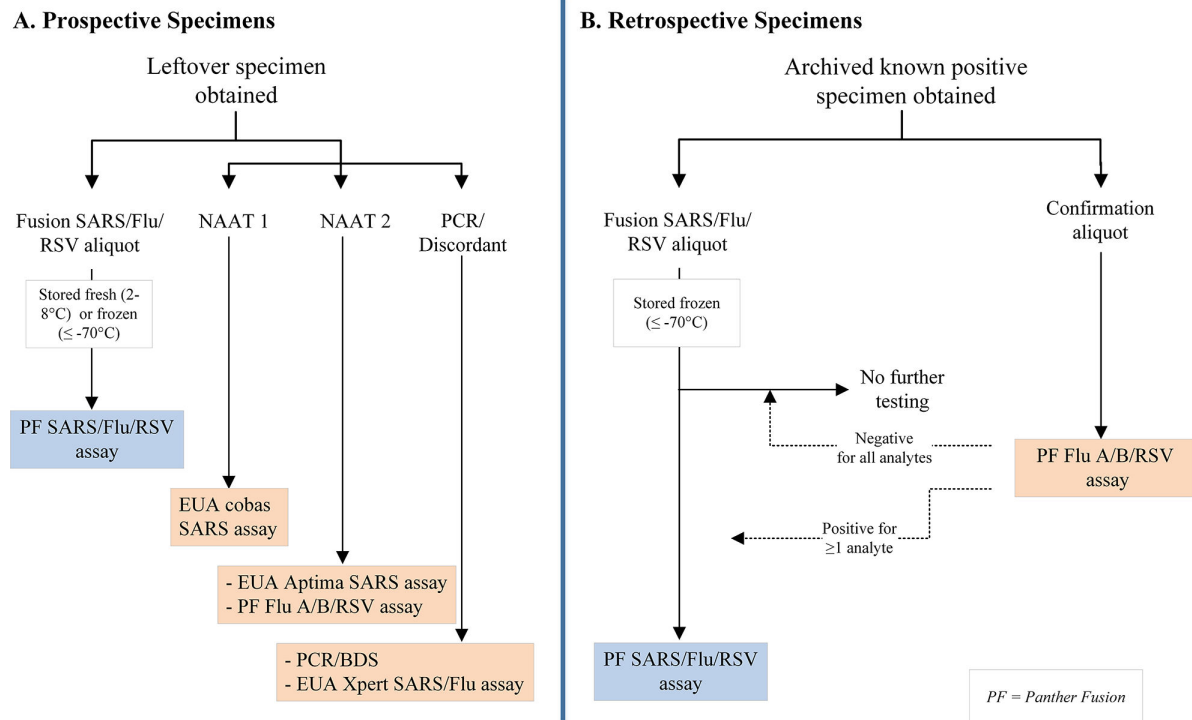 A. Prospective Specimens
Leftover specimen
obtained
Fusion SARS/Flu/
RSV aliquot
NAAT 1
NAAT 2
PCR/
Discordant
Stored fresh (2-
8°C) or frozen
(≤ -70°C)
PF SARS/Flu/RSV
assay
EUA cobas
SARS assay
- EUA Aptima SARS assay
- PF Flu A/B/RSV assay
- PCR/BDS
- EUA Xpert SARS/Flu assay
B. Retrospective Specimens
Archived known positive
specimen obtained
Fusion SARS/Flu/
RSV aliquot
Confirmation
aliquot
Stored frozen
(≤ -70°C)
No further
testing
Negative
for all analytes
PF Flu A/B/RSV
assay
Positive for
≥1 analyte
PF SARS/Flu/RSV
assay
PF = Panther Fusion